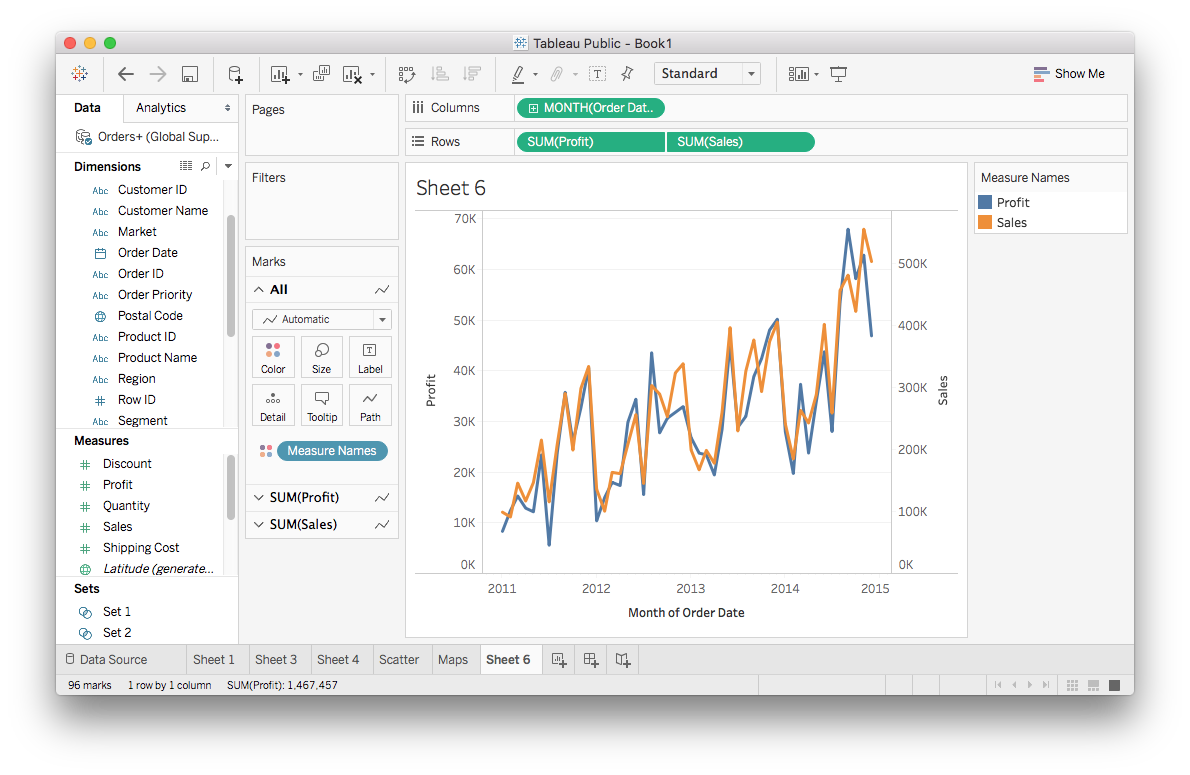 Tableau Public - Book1
Standard
Show Me
Data
Analytics
Orders+ (Global Sup...
Dimensions
Abc Customer ID
Abc Customer Name
Abc Market
Order Date
Abc Order ID
Abc Order Priority
Postal Code
Abc Product ID
Abc Product Name
Abc Region
Row ID
Abc Segment
Measures
Discount
Profit
Quantity
Sales
Shipping Cost
Latitude (generate...
Sets
Set 1
Set 2
Pages
Filters
Marks
All
Automatic
Color Size Label
Detail Tooltip Path
Measure Names
SUM(Profit)
SUM(Sales)
Columns MONTH(Order Dat..
Rows SUM(Profit) SUM(Sales)
Sheet 6
70K
60K
50K
40K
30K
20K
10K
0K
Profit
500K
400K
300K
200K
100K
0K
Sales
2011 2012 2013 2014 2015
Month of Order Date
Measure Names
Profit
Sales
Data Source Sheet 1 Sheet 3 Sheet 4 Scatter Maps Sheet 6
96 marks 1 row by 1 column SUM(Profit): 1,467,457